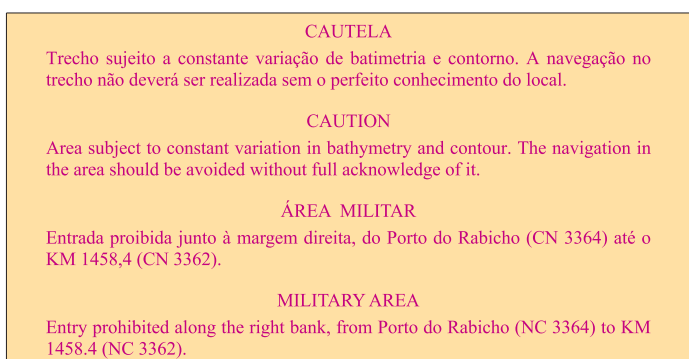 CAUTELA
Trecho sujeito a constante variação de batimetria e contorno. A navegação no
trecho não deverá ser realizada sem o perfeito conhecimento do local.
CAUTION
Area subject to constant variation in bathymetry and contour. The navigation in
the area should be avoided without full acknowledge of it.
ÁREA MILITAR
Entrada proibida junto à margem direita, do Porto do Rabicho (CN 3364) até o
KM 1458,4 (CN 3362).
MILITARY AREA
Entry prohibited along the right bank, from Porto do Rabicho (NC 3364) to KM
1458.4 (NC 3362).